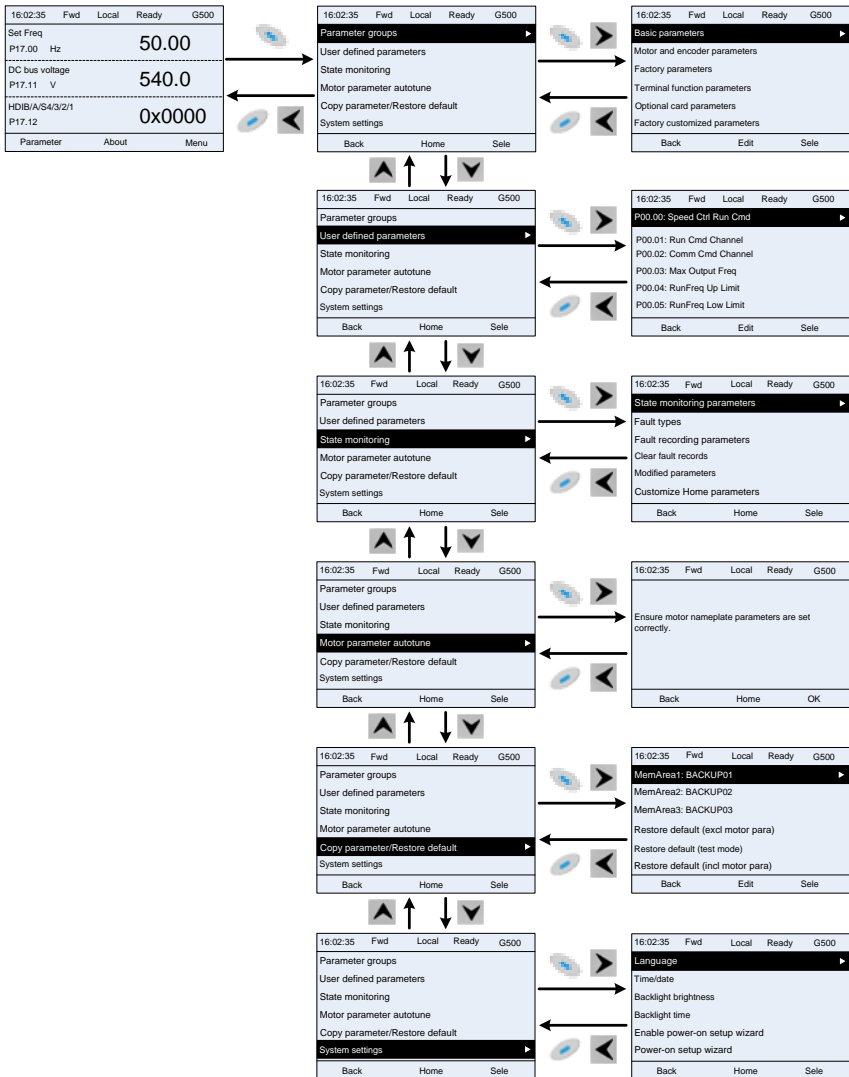 16:02:35 Fwd Local Ready G500
Set Freq
P17.00 Hz 50.00
DC bus voltage
P17.11 V 540.0
HDIB/A/S4/3/2/1
P17.12 0x0000
Parameter About Menu
16:02:35 Fwd Local Ready G500
Parameter groups
User defined parameters
State monitoring
Motor parameter autotune
Copy parameter/Restore default
System settings
Back Home Sele
16:02:35 Fwd Local Ready G500
Basic parameters
Motor and encoder parameters
Factory parameters
Terminal function parameters
Optional card parameters
Factory customized parameters
Back Edit Sele
16:02:35 Fwd Local Ready G500
Parameter groups
User defined parameters
State monitoring
Motor parameter autotune
Copy parameter/Restore default
System settings
Back Home Sele
16:02:35 Fwd Local Ready G500
P00.00: Speed Ctrl Run Cmd
P00.01: Run Cmd Channel
P00.02: Comm Cmd Channel
P00.03: Max Output Freq
P00.04: RunFreq Up Limit
P00.05: RunFreq Low Limit
Back Edit Sele
16:02:35 Fwd Local Ready G500
Parameter groups
User defined parameters
State monitoring
Motor parameter autotune
Copy parameter/Restore default
System settings
Back Home Sele
16:02:35 Fwd Local Ready G500
State monitoring parameters
Fault types
Fault recording parameters
Clear fault records
Modified parameters
Customize Home parameters
Back Home Sele
16:02:35 Fwd Local Ready G500
Parameter groups
User defined parameters
State monitoring
Motor parameter autotune
Copy parameter/Restore default
System settings
Back Home Sele
16:02:35 Fwd Local Ready G500
Ensure motor nameplate parameters are set
correctly.
Back Home OK
16:02:35 Fwd Local Ready G500
Parameter groups
User defined parameters
State monitoring
Motor parameter autotune
Copy parameter/Restore default
System settings
Back Home Sele
16:02:35 Fwd Local Ready G500
MemArea1: BACKUP01
MemArea2: BACKUP02
MemArea3: BACKUP03
Restore default (excl motor para)
Restore default (test mode)
Restore default (incl motor para)
Back Edit Sele
16:02:35 Fwd Local Ready G500
Parameter groups
User defined parameters
State monitoring
Motor parameter autotune
Copy parameter/Restore default
System settings
Back Home Sele
16:02:35 Fwd Local Ready G500
Language
Time/date
Backlight brightness
Backlight time
Enable power-on setup wizard
Power-on setup wizard
Back Home Sele